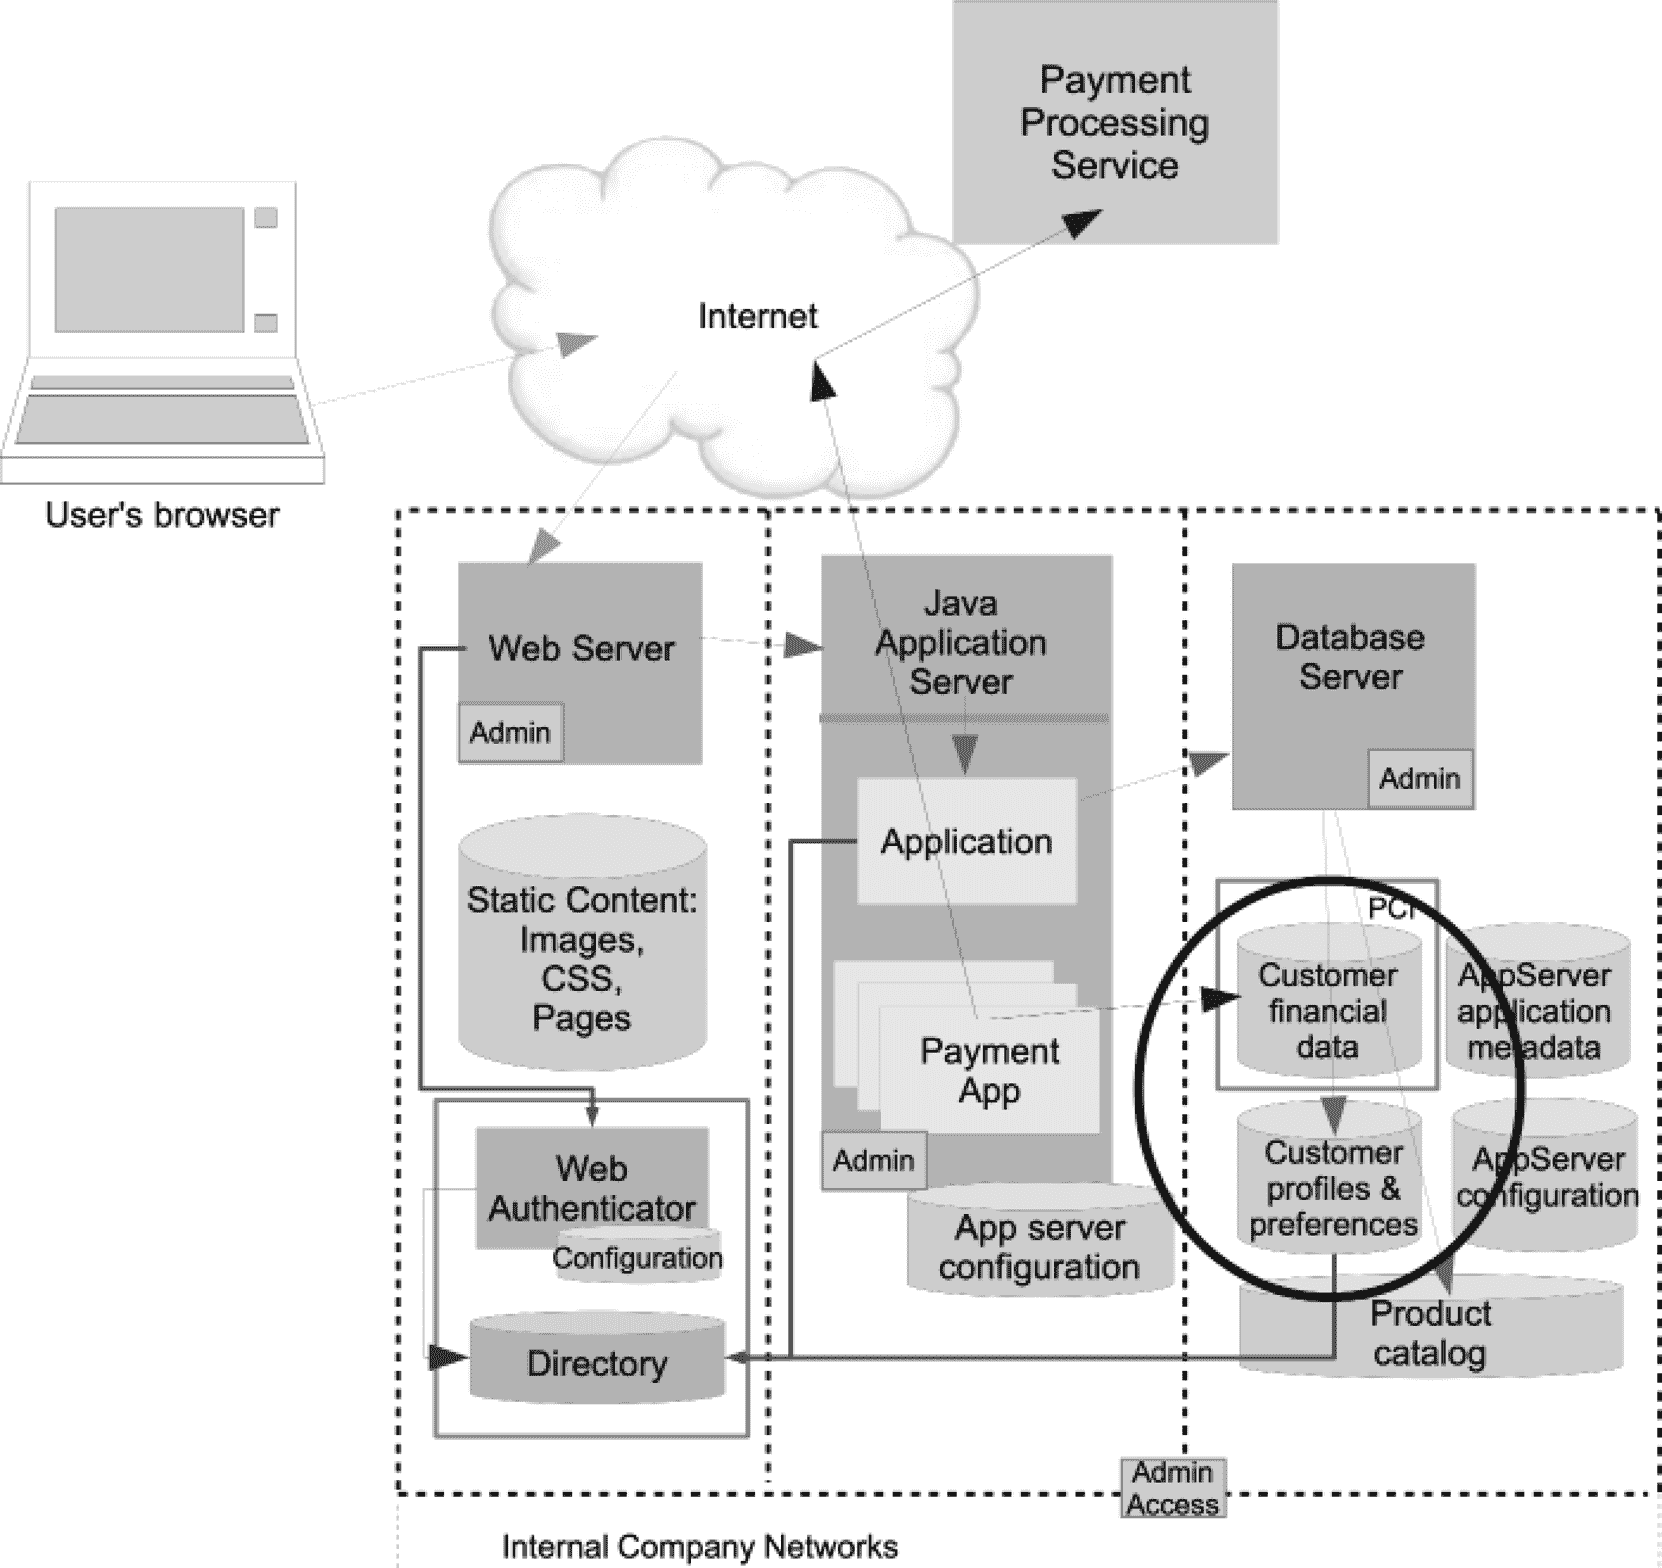 Payment
Processing
Service
Internet
User's browser
Web Server
Admin
Static Content:
Images,
CSS,
Pages
Web
Authenticator
Configuration
Directory
Java
Application
Server
Application
Payment
App
Admin
App server
configuration
Database
Server
Admin
PCI
Customer
financial
data
AppServer
application
metadata
Customer
profiles &
preferences
AppServer
configuration
Product
catalog
Admin
Access
Internal Company Networks